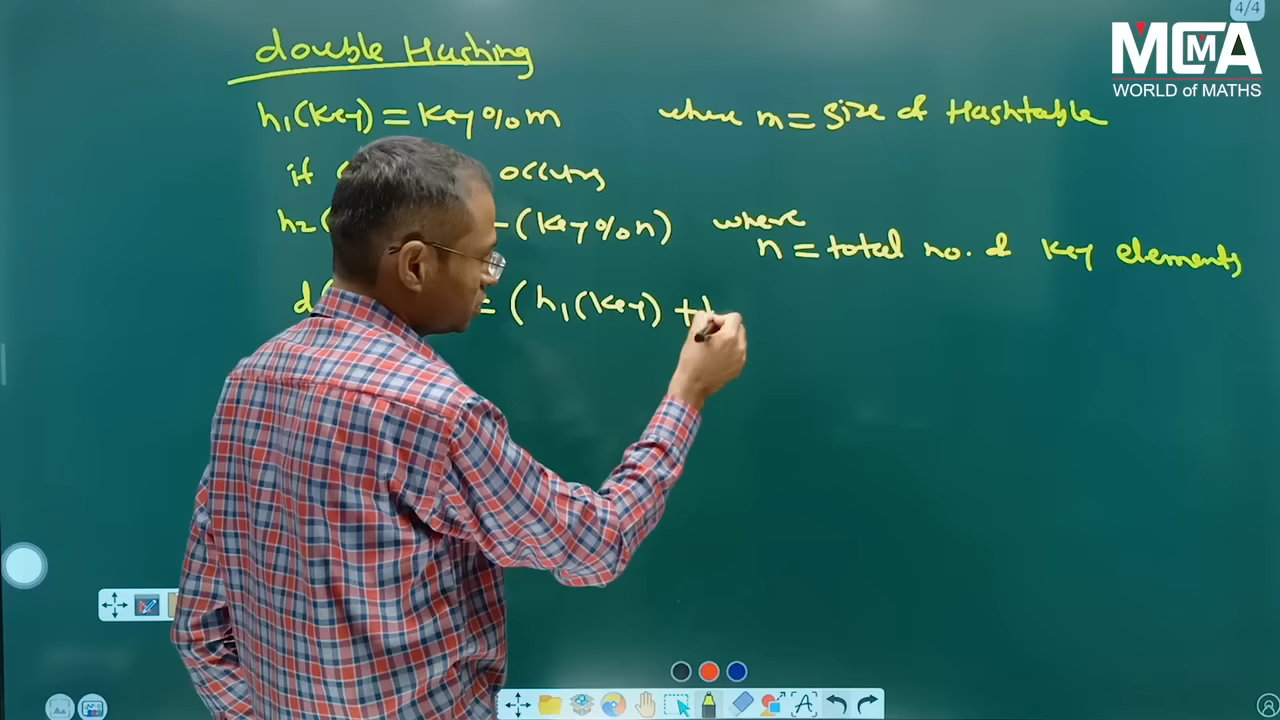 4/4
MCMA
WORLD of MATHS
double Hashing
h₁(Key) = Key % m where m = size of Hashtable
if occurs
h₂( - (Key % n) where
n = total no. of Key elements
d( = (h₁(Key) +